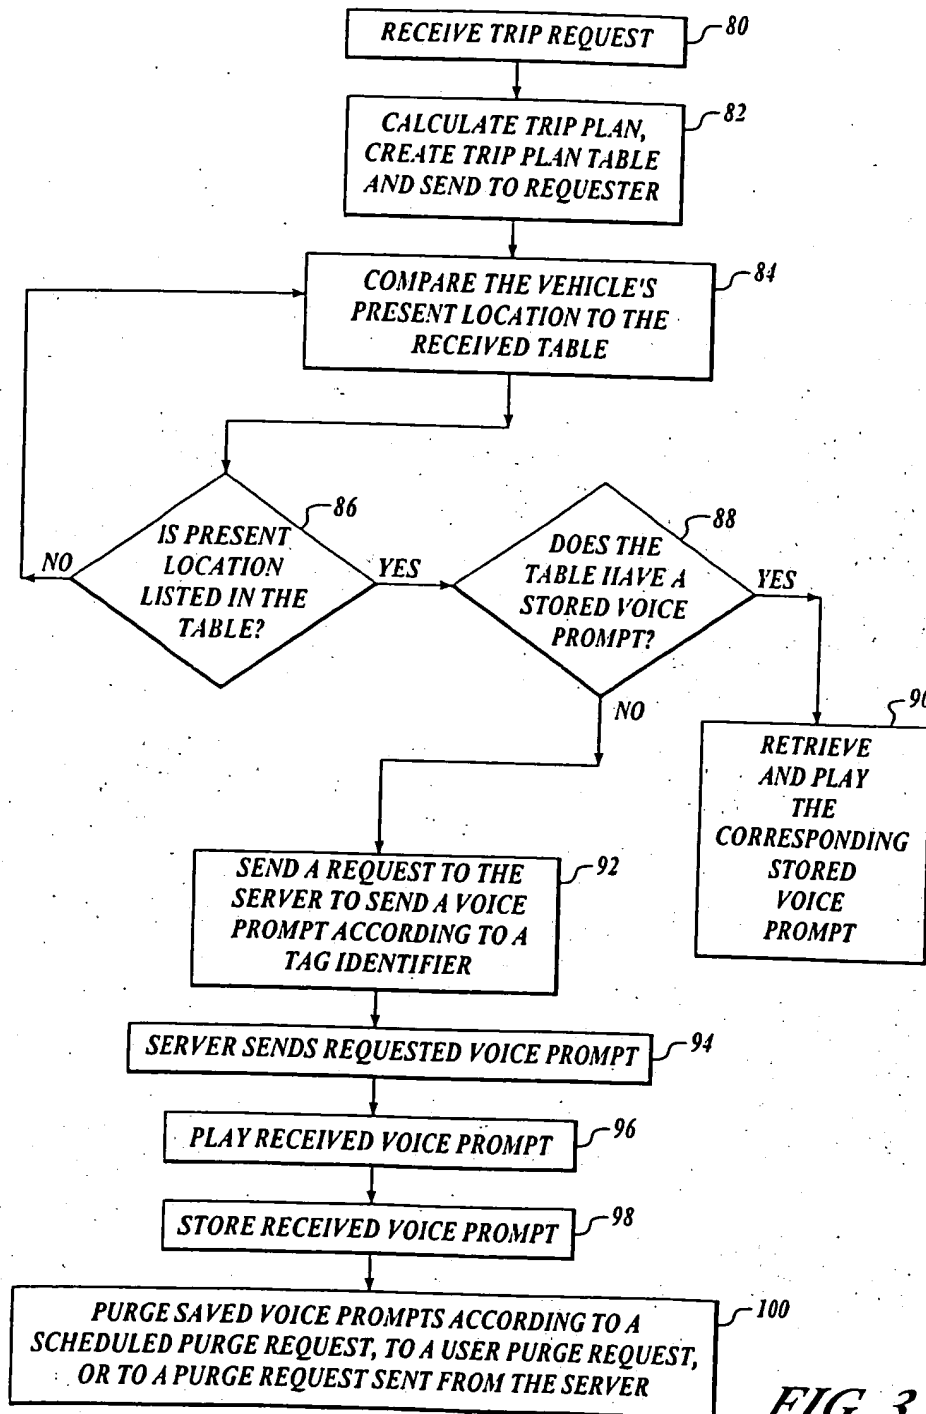 RECEIVE TRIP REQUEST
80
CALCULATE TRIP PLAN,
CREATE TRIP PLAN TABLE
AND SEND TO REQUESTER
82
COMPARE THE VEHICLE'S
PRESENT LOCATION TO THE
RECEIVED TABLE
84
IS PRESENT
LOCATION
LISTED IN THE
TABLE?
86
NO
YES
DOES THE
TABLE HAVE A
STORED VOICE
PROMPT?
88
YES
NO
90
RETRIEVE
AND PLAY
THE
CORRESPONDING
STORED
VOICE
PROMPT
SEND A REQUEST TO THE
SERVER TO SEND A VOICE
PROMPT ACCORDING TO A
TAG IDENTIFIER
92
SERVER SENDS REQUESTED VOICE PROMPT
94
PLAY RECEIVED VOICE PROMPT
96
STORE RECEIVED VOICE PROMPT
98
PURGE SAVED VOICE PROMPTS ACCORDING TO A
SCHEDULED PURGE REQUEST, TO A USER PURGE REQUEST,
OR TO A PURGE REQUEST SENT FROM THE SERVER
100
FIG. 3